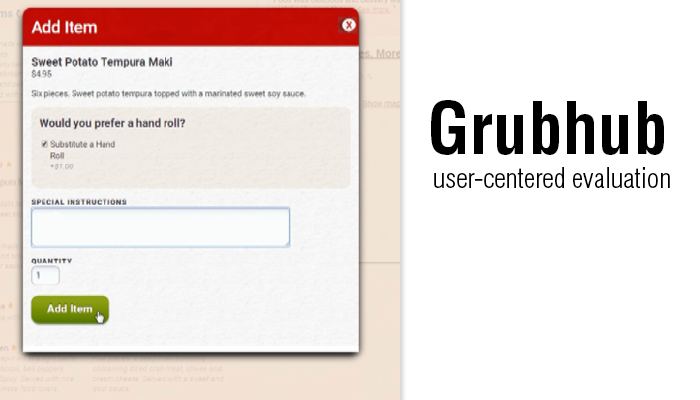 Add Item
X
Sweet Potato Tempura Maki
$4.95
Six pieces. Sweet potato tempura topped with a marinated sweet soy sauce.
Would you prefer a hand roll?
Substitute a Hand
Roll
+$1.00
SPECIAL INSTRUCTIONS
QUANTITY
1
Add Item
es, More
Grubhub
user-centered evaluation